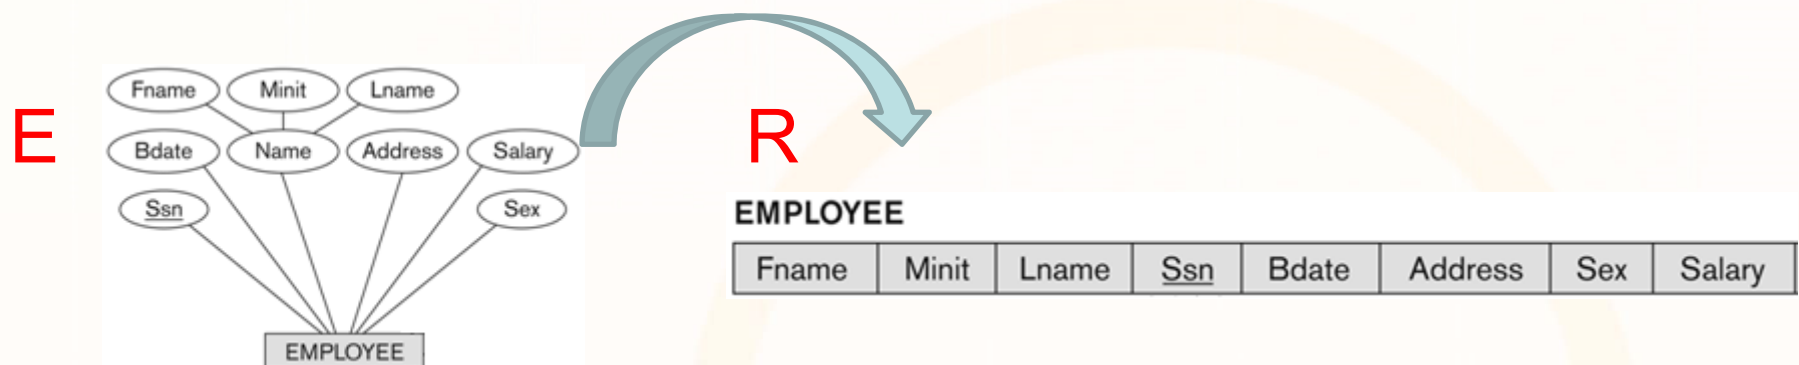 E
Fname Minit Lname
Bdate Name Address Salary
Ssn Sex
EMPLOYEE
R
EMPLOYEE
Fname Minit Lname Ssn Bdate Address Sex Salary